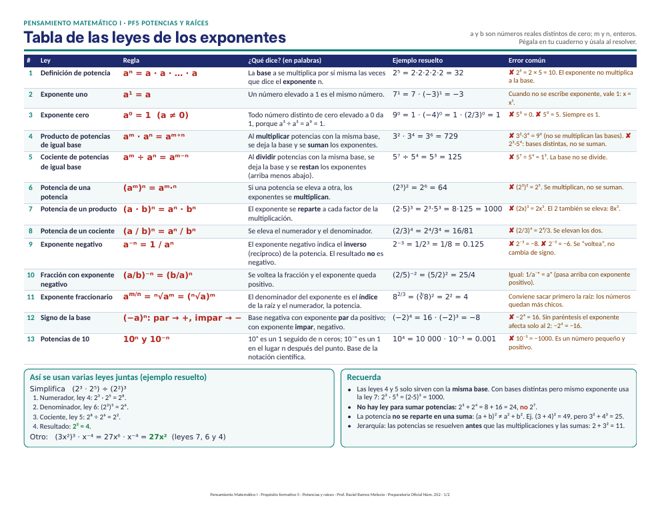 PENSAMIENTO MATEMÁTICO I · PF5 POTENCIAS Y RAÍCES
Tabla de las leyes de los exponentes
a y b son números reales distintos de cero; m y n, enteros.
Pégala en tu cuaderno y úsala al resolver.
# Ley Regla ¿Qué dice? (en palabras) Ejemplo resuelto Error común
1 Definición de potencia aⁿ = a · a · … · a La base a se multiplica por sí misma las veces que dice el exponente n. 2⁵ = 2·2·2·2·2 = 32 ✘ 2⁵ = 2 × 5 = 10. El exponente no multiplica a la base.
2 Exponente uno a¹ = a Un número elevado a 1 es el mismo número. 7¹ = 7 · (−3)¹ = −3 Cuando no se escribe exponente, vale 1: x = x¹.
3 Exponente cero a⁰ = 1 (a ≠ 0) Todo número distinto de cero elevado a 0 da 1, porque a³ ÷ a³ = a⁰ = 1. 9⁰ = 1 · (−4)⁰ = 1 · (2/3)⁰ = 1 ✘ 5⁰ = 0. ✘ 5⁰ = 5. Siempre es 1.
4 Producto de potencias de igual base aᵐ · aⁿ = aᵐ⁺ⁿ Al multiplicar potencias con la misma base, se deja la base y se suman los exponentes. 3² · 3⁴ = 3⁶ = 729 ✘ 3²·3⁴ = 9⁶ (no se multiplican las bases). ✘ 2³·5²: bases distintas, no se suman.
5 Cociente de potencias de igual base aᵐ ÷ aⁿ = aᵐ⁻ⁿ Al dividir potencias con la misma base, se deja la base y se restan los exponentes (arriba menos abajo). 5⁷ ÷ 5⁴ = 5³ = 125 ✘ 5⁷ ÷ 5⁴ = 1³. La base no se divide.
6 Potencia de una potencia (aᵐ)ⁿ = aᵐ·ⁿ Si una potencia se eleva a otra, los exponentes se multiplican. (2³)² = 2⁶ = 64 ✘ (2³)² = 2⁵. Se multiplican, no se suman.
7 Potencia de un producto (a · b)ⁿ = aⁿ · bⁿ El exponente se reparte a cada factor de la multiplicación. (2·5)³ = 2³·5³ = 8·125 = 1000 ✘ (2x)³ = 2x³. El 2 también se eleva: 8x³.
8 Potencia de un cociente (a / b)ⁿ = aⁿ / bⁿ Se eleva el numerador y el denominador. (2/3)⁴ = 2⁴/3⁴ = 16/81 ✘ (2/3)⁴ = 2⁴/3. Se elevan los dos.
9 Exponente negativo a⁻ⁿ = 1 / aⁿ El exponente negativo indica el inverso (recíproco) de la potencia. El resultado no es negativo. 2⁻³ = 1/2³ = 1/8 = 0.125 ✘ 2⁻³ = −8. ✘ 2⁻³ = −6. Se "voltea", no cambia de signo.
10 Fracción con exponente negativo (a/b)⁻ⁿ = (b/a)ⁿ Se voltea la fracción y el exponente queda positivo. (2/5)⁻² = (5/2)² = 25/4 Igual: 1/a⁻ⁿ = aⁿ (pasa arriba con exponente positivo).
11 Exponente fraccionario a^m/n = ⁿ√aᵐ = (ⁿ√a)ᵐ El denominador del exponente es el índice de la raíz y el numerador, la potencia. 8^2/3 = (∛8)² = 2² = 4 Conviene sacar primero la raíz: los números quedan más chicos.
12 Signo de la base (−a)ⁿ: par → +, impar → − Base negativa con exponente par da positivo; con exponente impar, negativo. (−2)⁴ = 16 · (−2)³ = −8 ✘ −2⁴ = 16. Sin paréntesis el exponente afecta solo al 2: −2⁴ = −16.
13 Potencias de 10 10ⁿ y 10⁻ⁿ 10ⁿ es un 1 seguido de n ceros; 10⁻ⁿ es un 1 en el lugar n después del punto. Base de la notación científica. 10⁴ = 10 000 · 10⁻³ = 0.001 ✘ 10⁻³ = −1000. Es un número pequeño y positivo.
Así se usan varias leyes juntas (ejemplo resuelto)
Simplifica (2³ · 2⁵) ÷ (2²)³
1. Numerador, ley 4: 2³ · 2⁵ = 2⁸.
2. Denominador, ley 6: (2²)³ = 2⁶.
3. Cociente, ley 5: 2⁸ ÷ 2⁶ = 2².
4. Resultado: 2² = 4.
Otro: (3x²)³ · x⁻⁴ = 27x⁶ · x⁻⁴ = 27x² (leyes 7, 6 y 4)
Recuerda
• Las leyes 4 y 5 solo sirven con la misma base. Con bases distintas pero mismo exponente usa la ley 7: 2³ · 5³ = (2·5)³ = 1000.
• No hay ley para sumar potencias: 2³ + 2⁴ = 8 + 16 = 24, no 2⁷.
• La potencia no se reparte en una suma: (a + b)² ≠ a² + b². Ej. (3 + 4)² = 49, pero 3² + 4² = 25.
• Jerarquía: las potencias se resuelven antes que las multiplicaciones y las sumas: 2 + 3² = 11.
Pensamiento Matemático I · Propósito formativo 5 · Potencias y raíces · Prof. Daniel Ramos Meléndez · Preparatoria Oficial Núm. 202 · 1/2